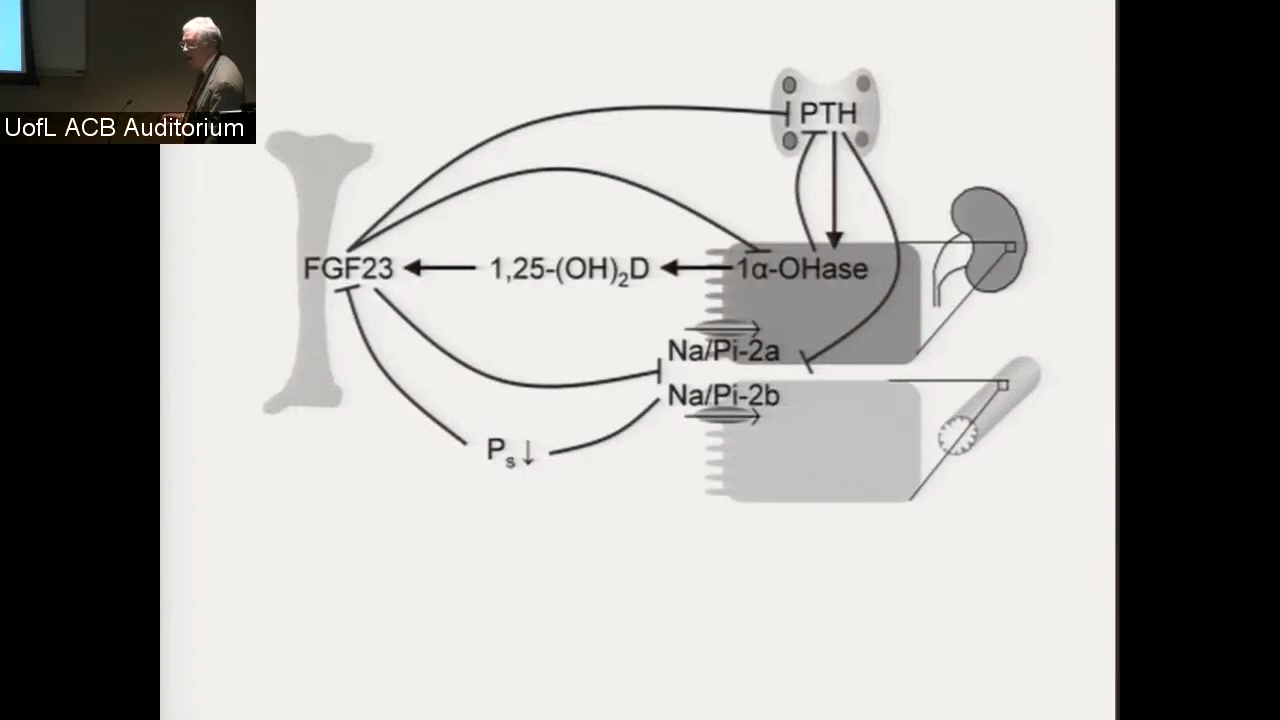 UofL ACB Auditorium
PTH
FGF23
1,25-(OH)₂D
1α-OHase
Na/Pi-2a
Na/Pi-2b
Pₛ↓